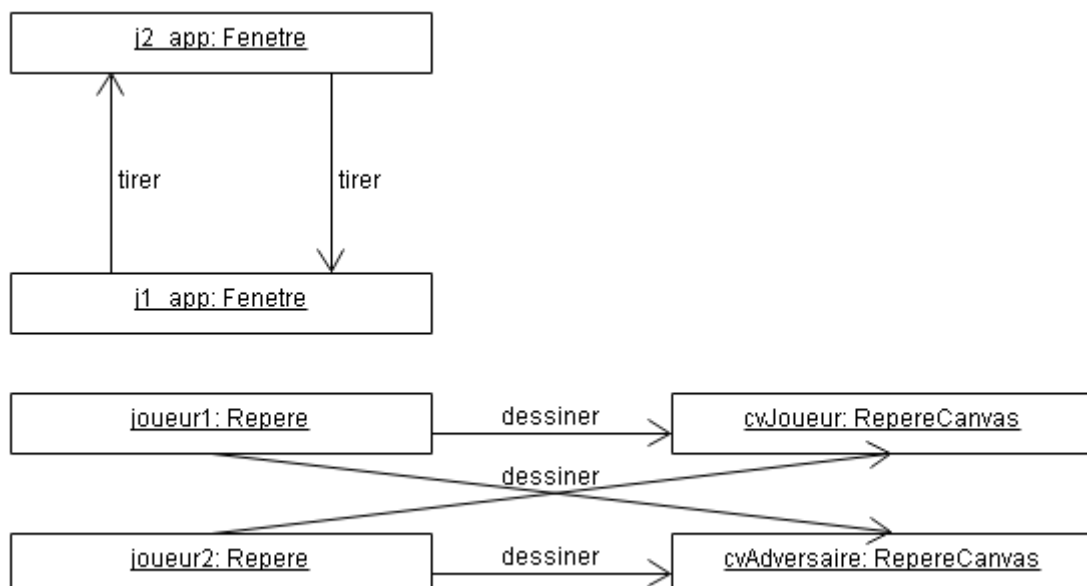 j2_app: Fenetre
tirer
tirer
j1_app: Fenetre
joueur1: Repere
dessiner
cvJoueur: RepereCanvas
dessiner
joueur2: Repere
dessiner
cvAdversaire: RepereCanvas